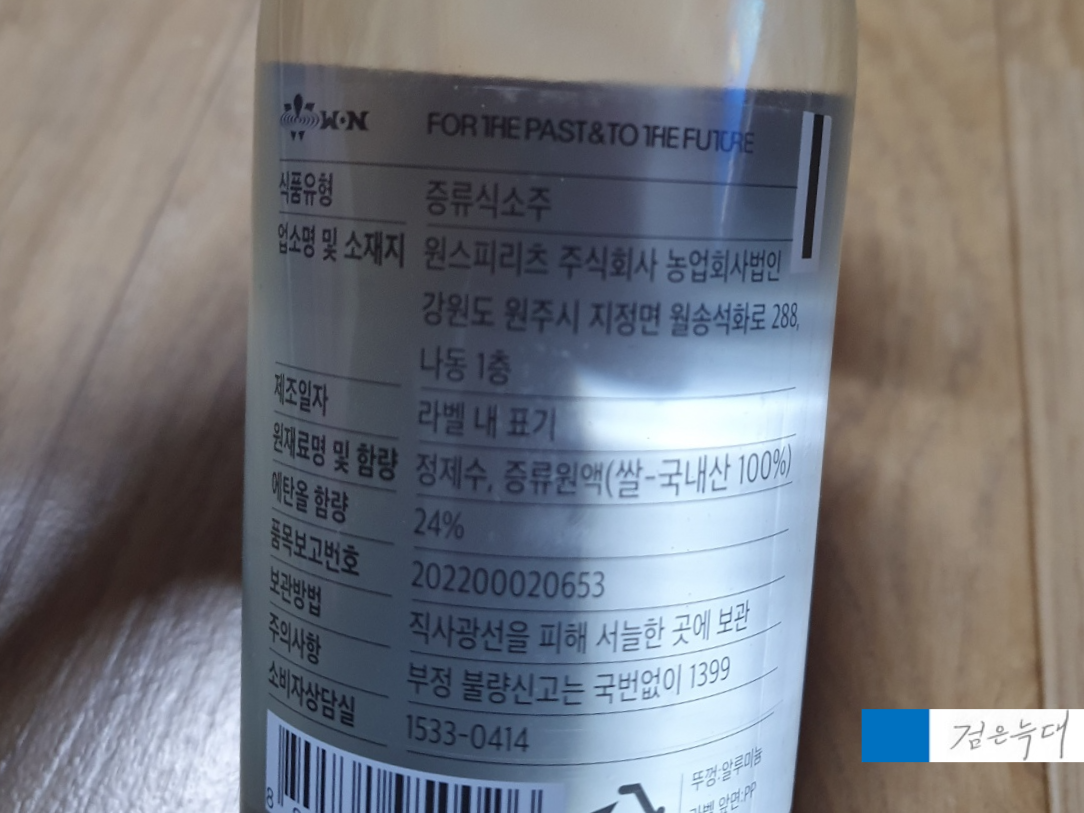 WN
FOR THE PAST & TO THE FUTURE
식품유형 증류식소주
업소명 및 소재지 원스피리츠 주식회사 농업회사법인
강원도 원주시 지정면 월송석화로 288,
나동 1층
제조일자 라벨 내 표기
원재료명 및 함량 정제수, 증류원액(쌀-국내산 100%)
에탄올 함량 24%
품목보고번호 202200020653
보관방법 직사광선을 피해 서늘한 곳에 보관
주의사항 부정 불량신고는 국번없이 1399
소비자상담실 1533-0414
뚜껑:알루미늄
라벨 앞면:PP
8
검은늑대